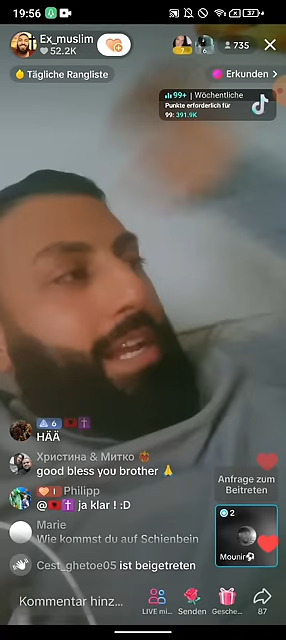 19:56
37
Ex_muslim
52.2K
735
Tägliche Rangliste
Erkunden >
99+ | Wöchentliche
Punkte erforderlich für
99: 391.9K
6
HÄÄ
Христина & Митко
good bless you brother 🙏
1 Philipp
@ ja klar ! :D
Marie
Wie kommst du auf Schienbein
Cest_ghetoe05 ist beigetreten
Anfrage zum
Beitreten
2
Mounir⚽
Kommentar hinz...
LIVE mi...
Senden
Gesche...
87